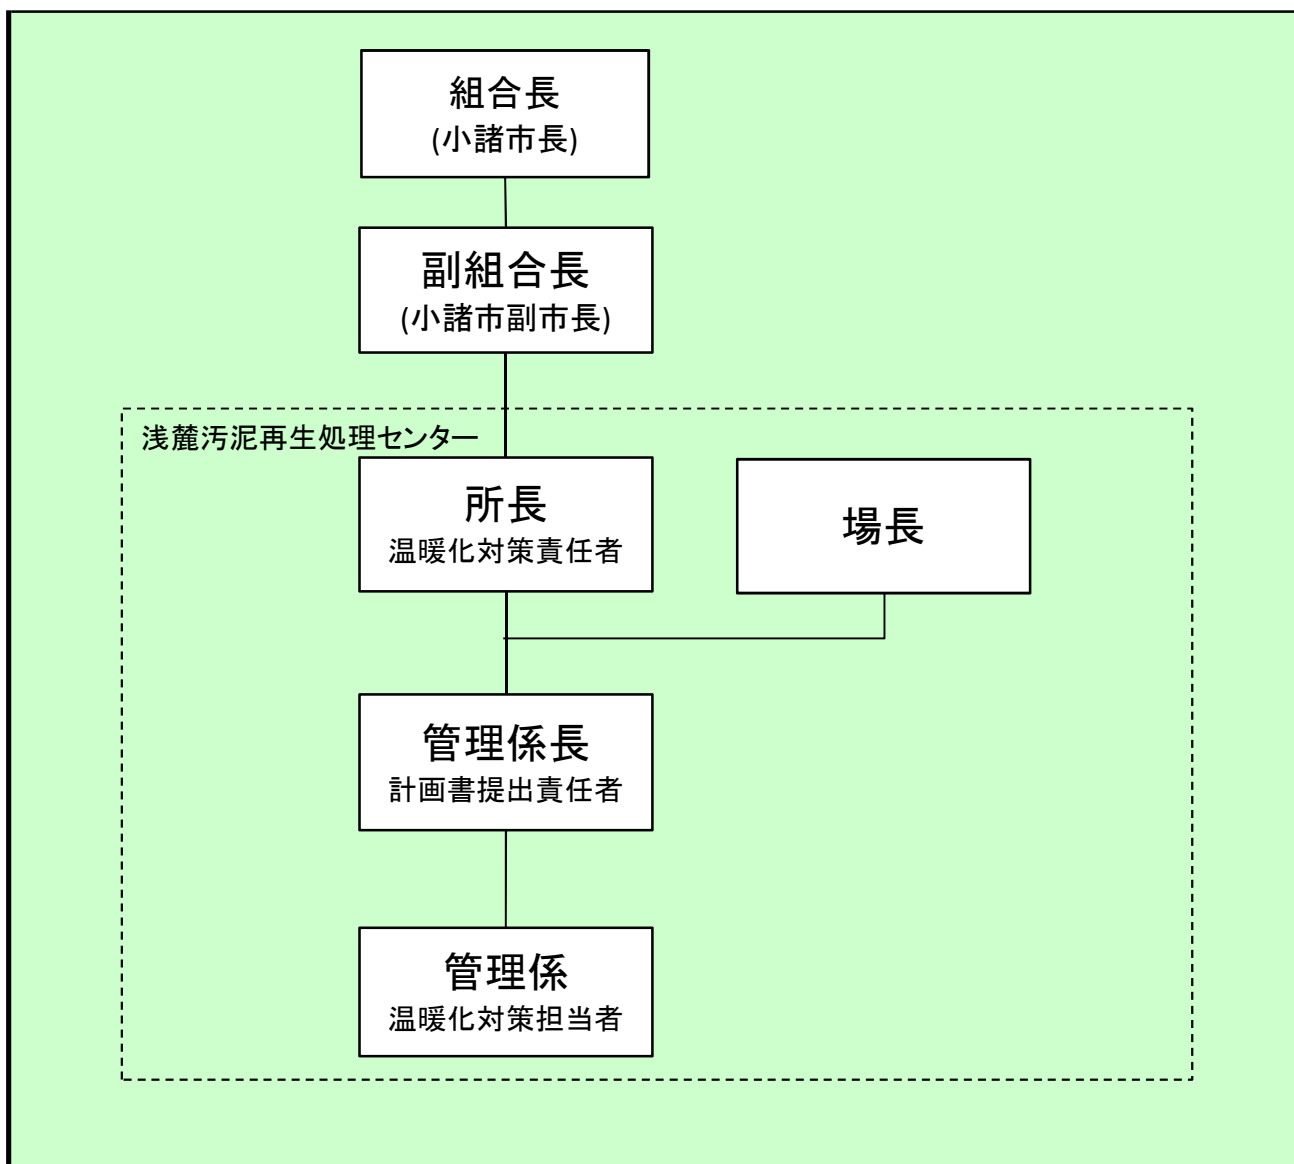 組合長
(小諸市長)
副組合長
(小諸市副市長)
浅麓汚泥再生処理センター
所長
温暖化対策責任者
場長
管理係長
計画書提出責任者
管理係
温暖化対策担当者